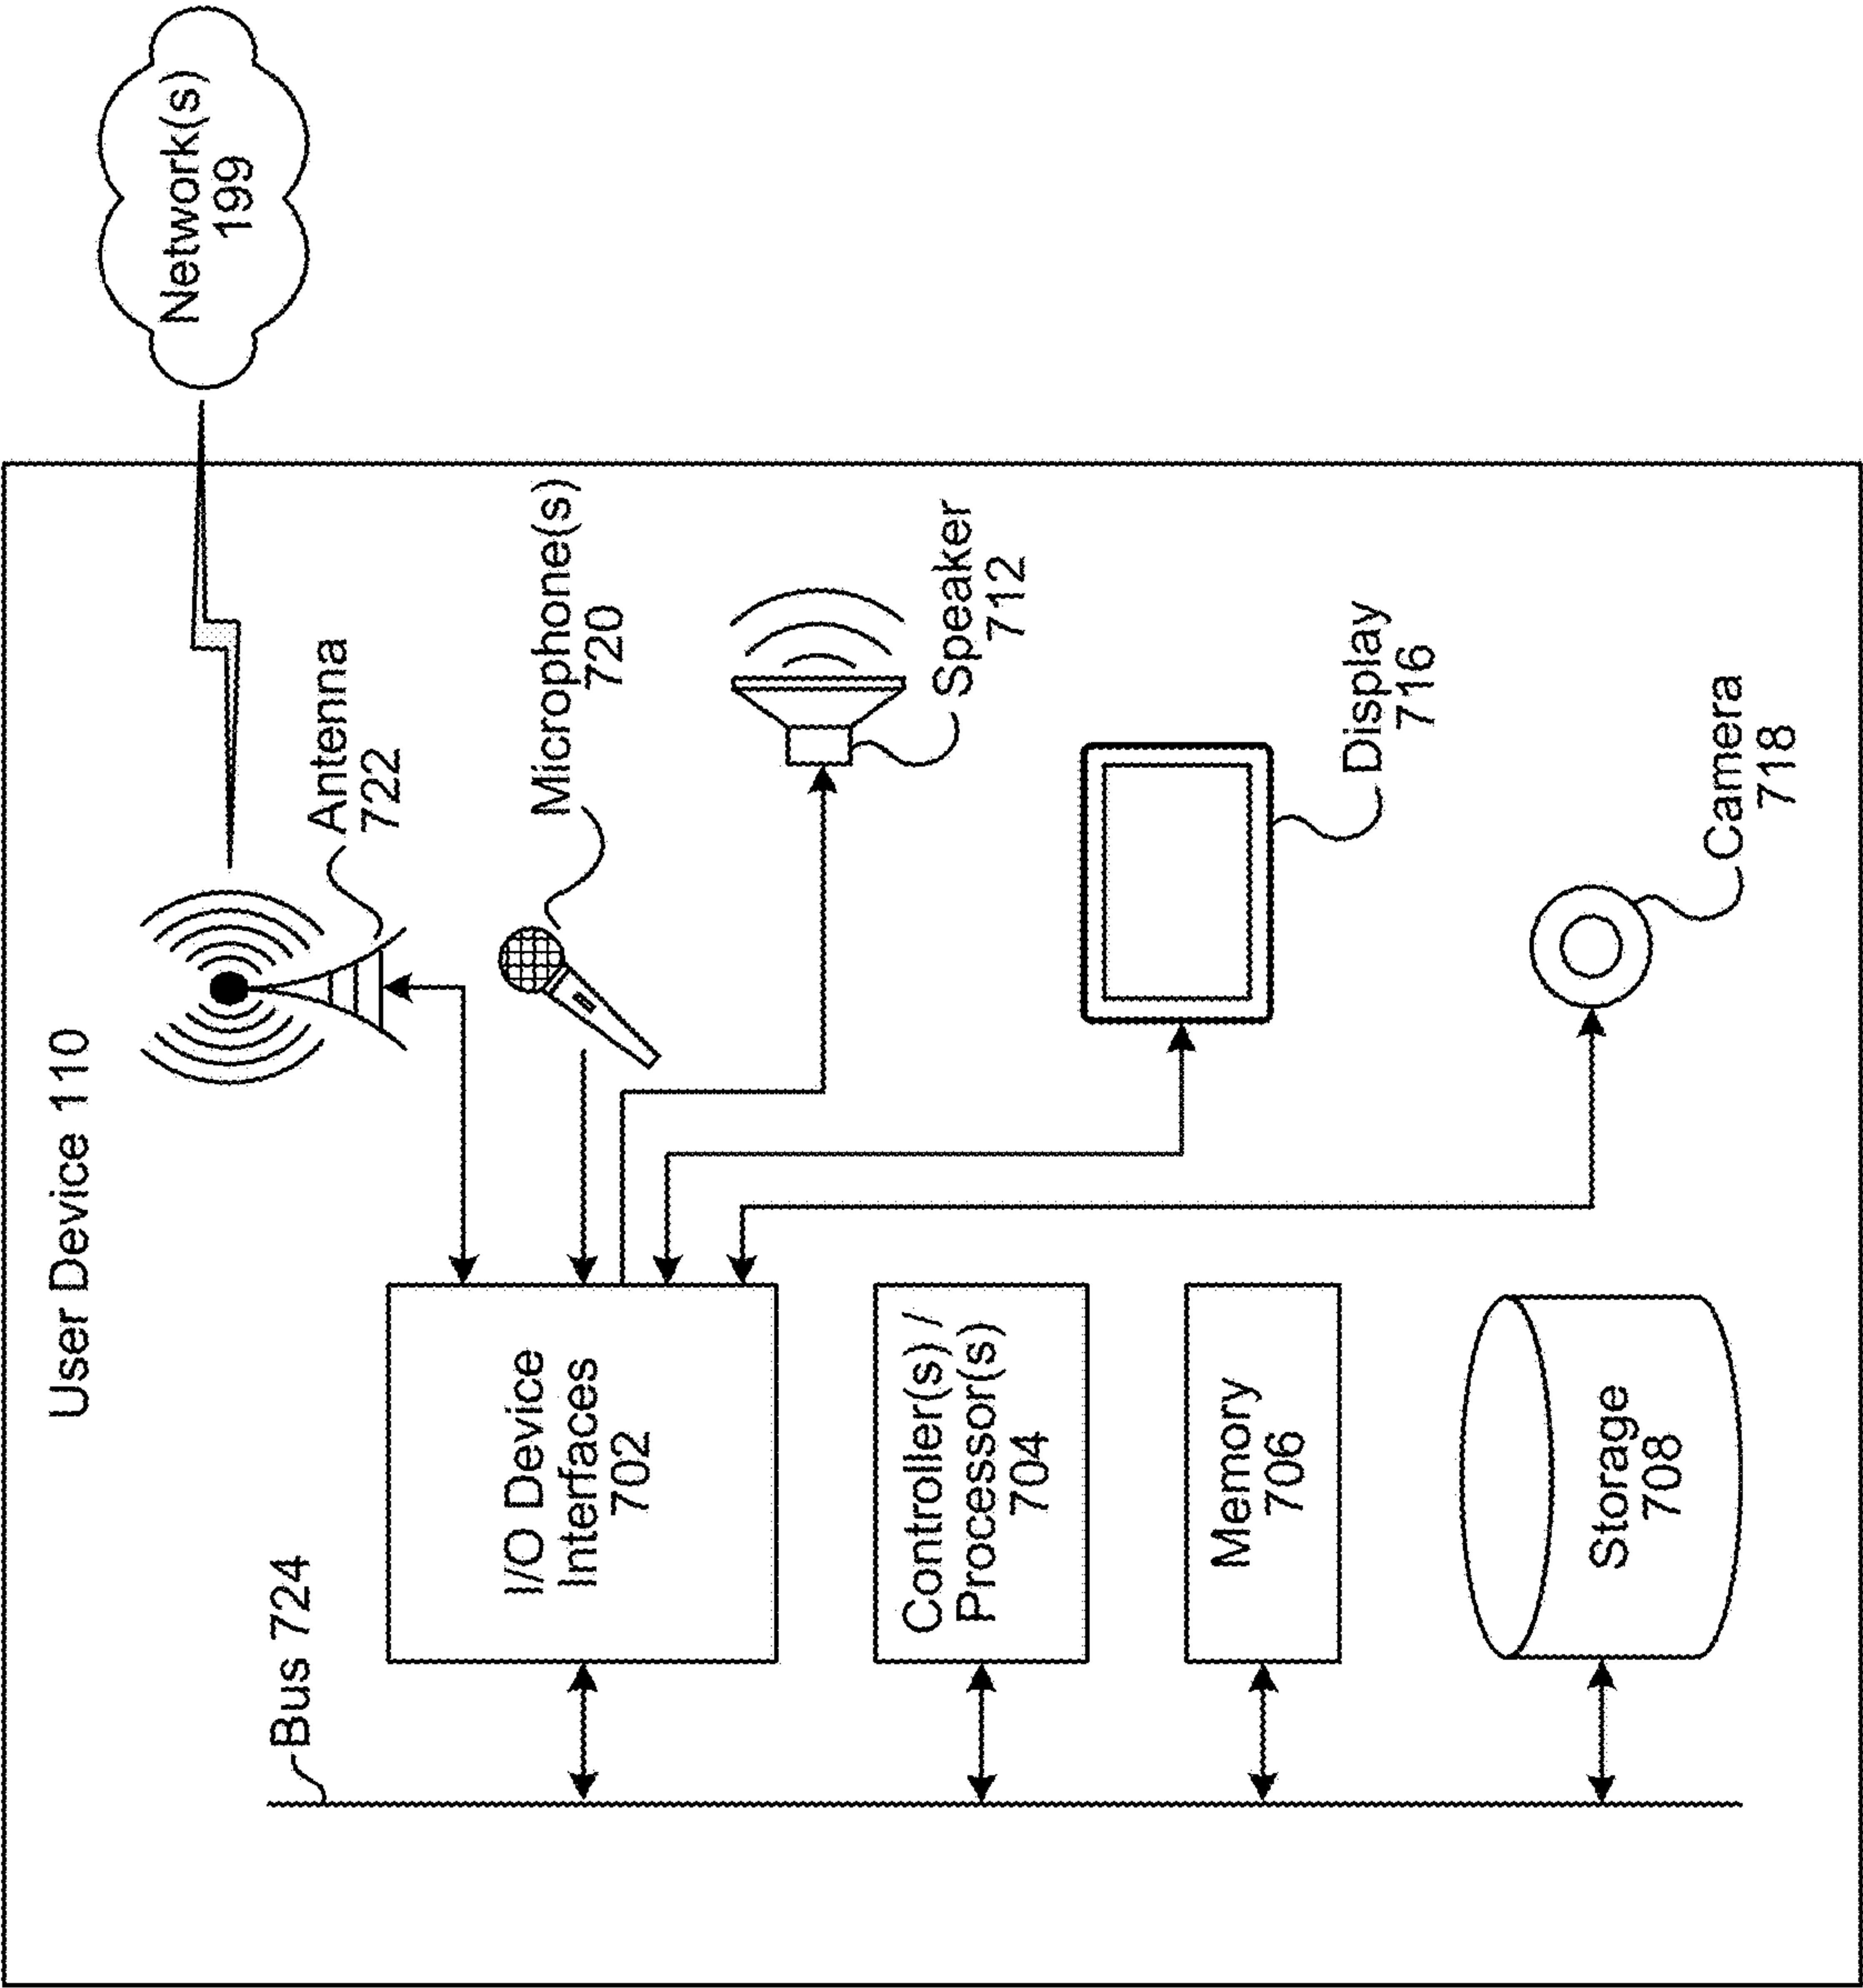 User Device 110
Network(s)
199
Bus 724
Antenna
722
I/O Device
Interfaces
702
Microphone(s)
720
Speaker
712
Controller(s) /
Processor(s)
704
Display
716
Memory
706
Storage
708
Camera
718